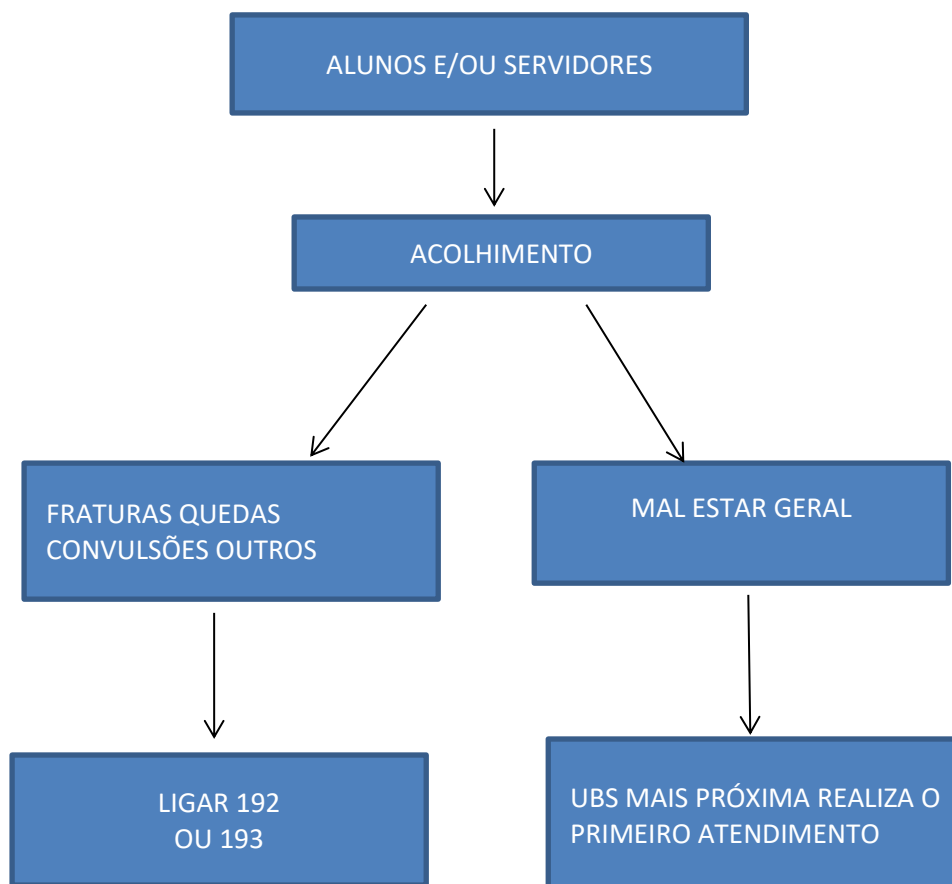 ALUNOS E/OU SERVIDORES
ACOLHIMENTO
FRATURAS QUEDAS
CONVULSÕES OUTROS
MAL ESTAR GERAL
LIGAR 192
OU 193
UBS MAIS PRÓXIMA REALIZA O
PRIMEIRO ATENDIMENTO